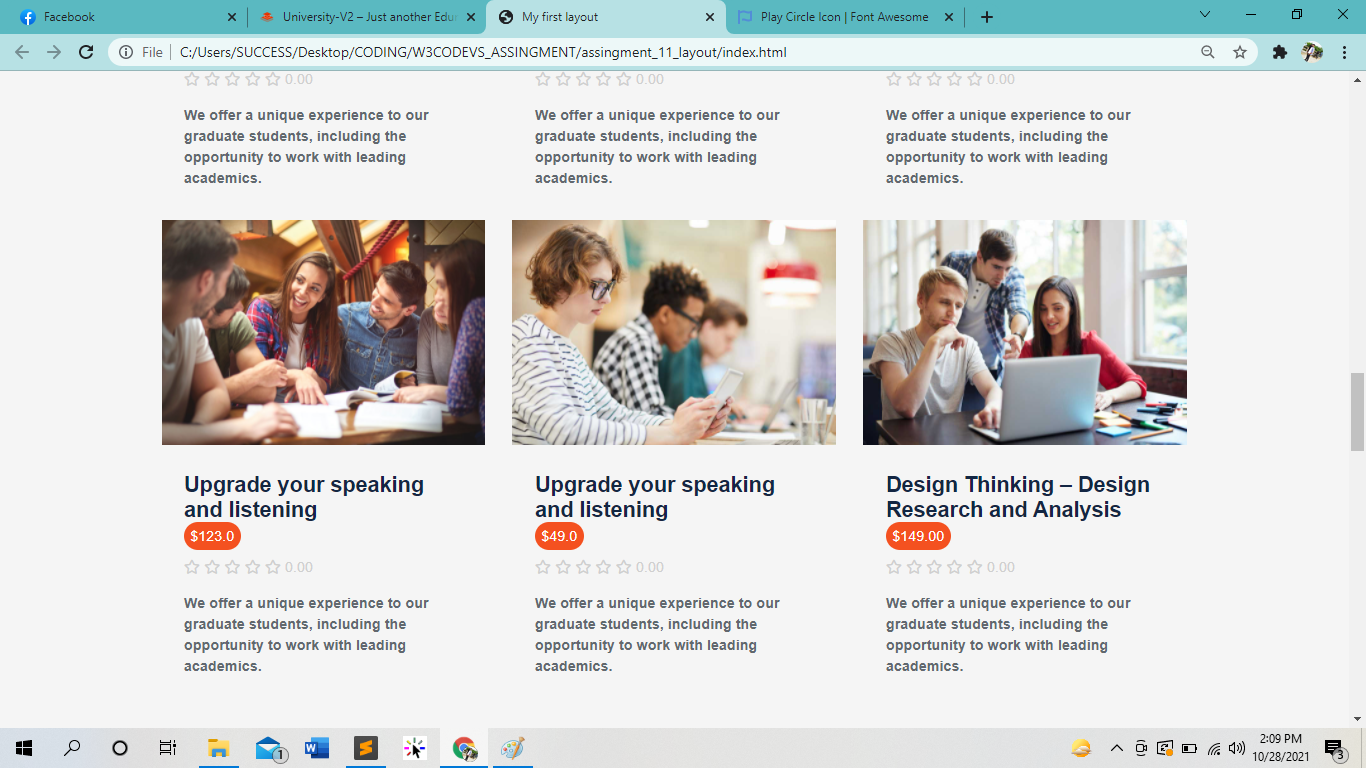 Facebook
University-V2 – Just another Edu
My first layout
Play Circle Icon | Font Awesome
File
C:/Users/SUCCESS/Desktop/CODING/W3CODEVS_ASSINGMENT/assingment_11_layout/index.html
0.00 0.00 0.00
We offer a unique experience to our
graduate students, including the
opportunity to work with leading
academics.
We offer a unique experience to our
graduate students, including the
opportunity to work with leading
academics.
We offer a unique experience to our
graduate students, including the
opportunity to work with leading
academics.
Upgrade your speaking
and listening
$123.0
0.00
We offer a unique experience to our
graduate students, including the
opportunity to work with leading
academics.
Upgrade your speaking
and listening
$49.0
0.00
We offer a unique experience to our
graduate students, including the
opportunity to work with leading
academics.
Design Thinking – Design
Research and Analysis
$149.00
0.00
We offer a unique experience to our
graduate students, including the
opportunity to work with leading
academics.
1
2:09 PM
10/28/2021
3